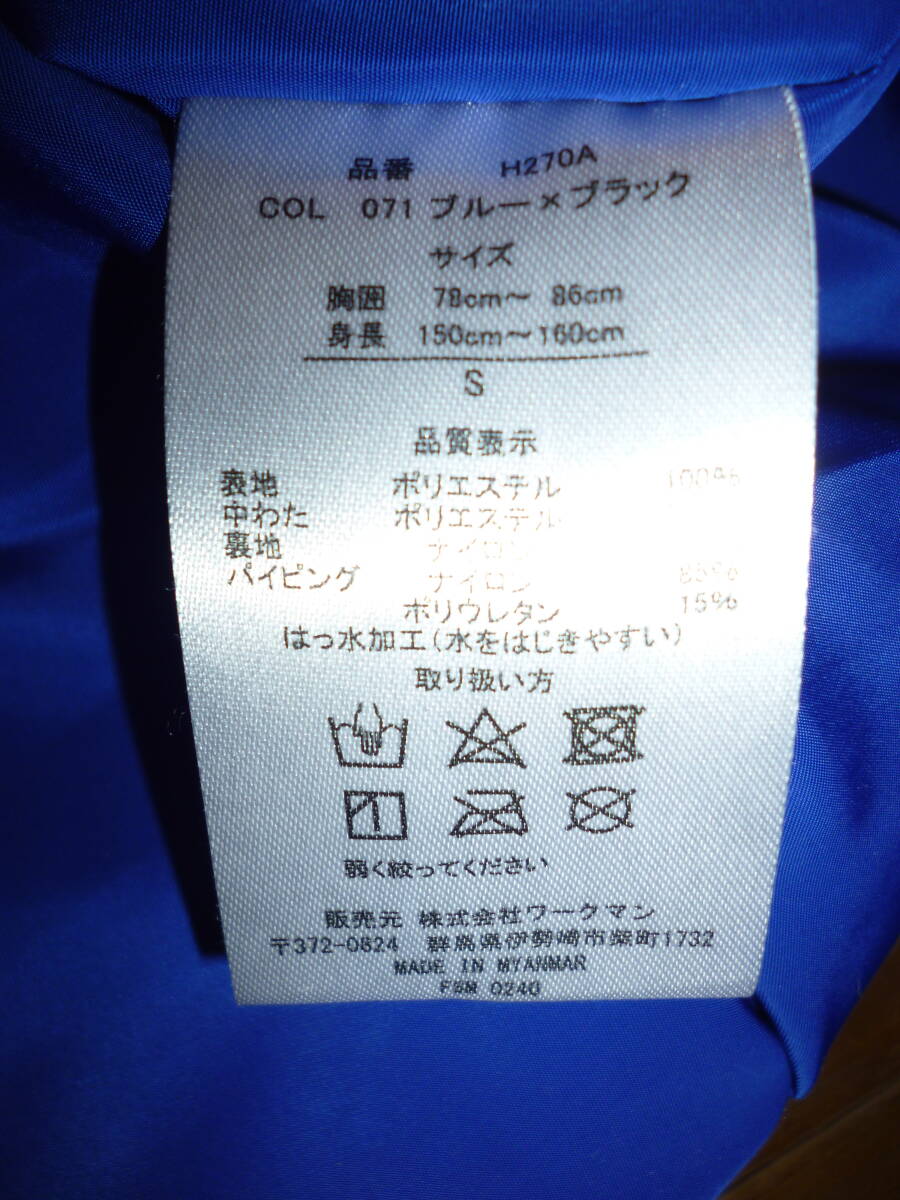 品番 H270A
COL 071 ブルー×ブラック
サイズ
胸囲 78cm～ 86cm
身長 150cm～160cm
S
品質表示
表地 ポリエステル 100%
中わた ポリエステル
裏地 ナイロン
パイピング ナイロン 85%
ポリウレタン 15%
はっ水加工(水をはじきやすい)
取り扱い方
弱く絞ってください
販売元 株式会社ワークマン
〒372-0824 群馬県伊勢崎市柴町1732
MADE IN MYANMAR
FBM 0240